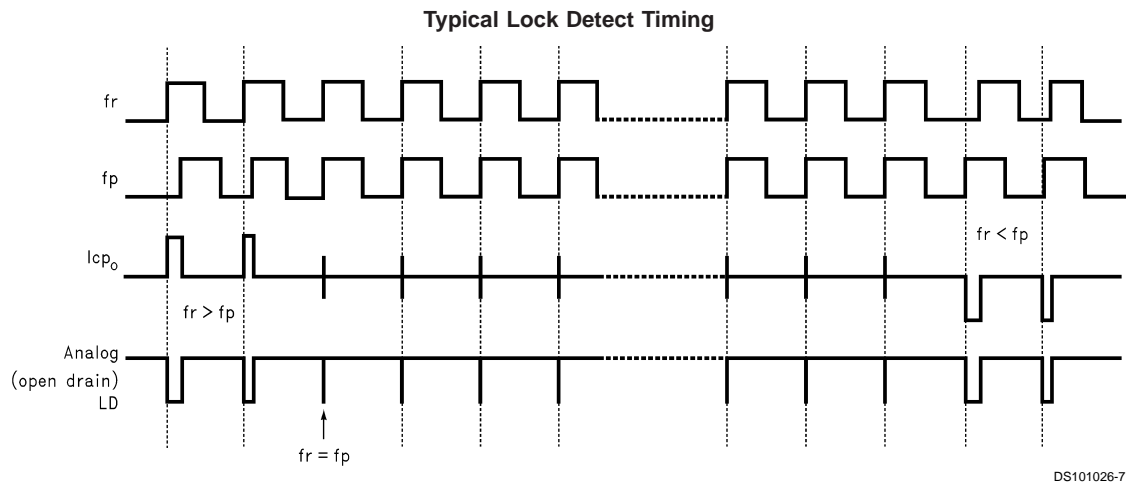 Typical Lock Detect Timing
fr
fp
Icpₒ
fr < fp
fr > fp
Analog
(open drain)
LD
fr = fp
DS101026-7